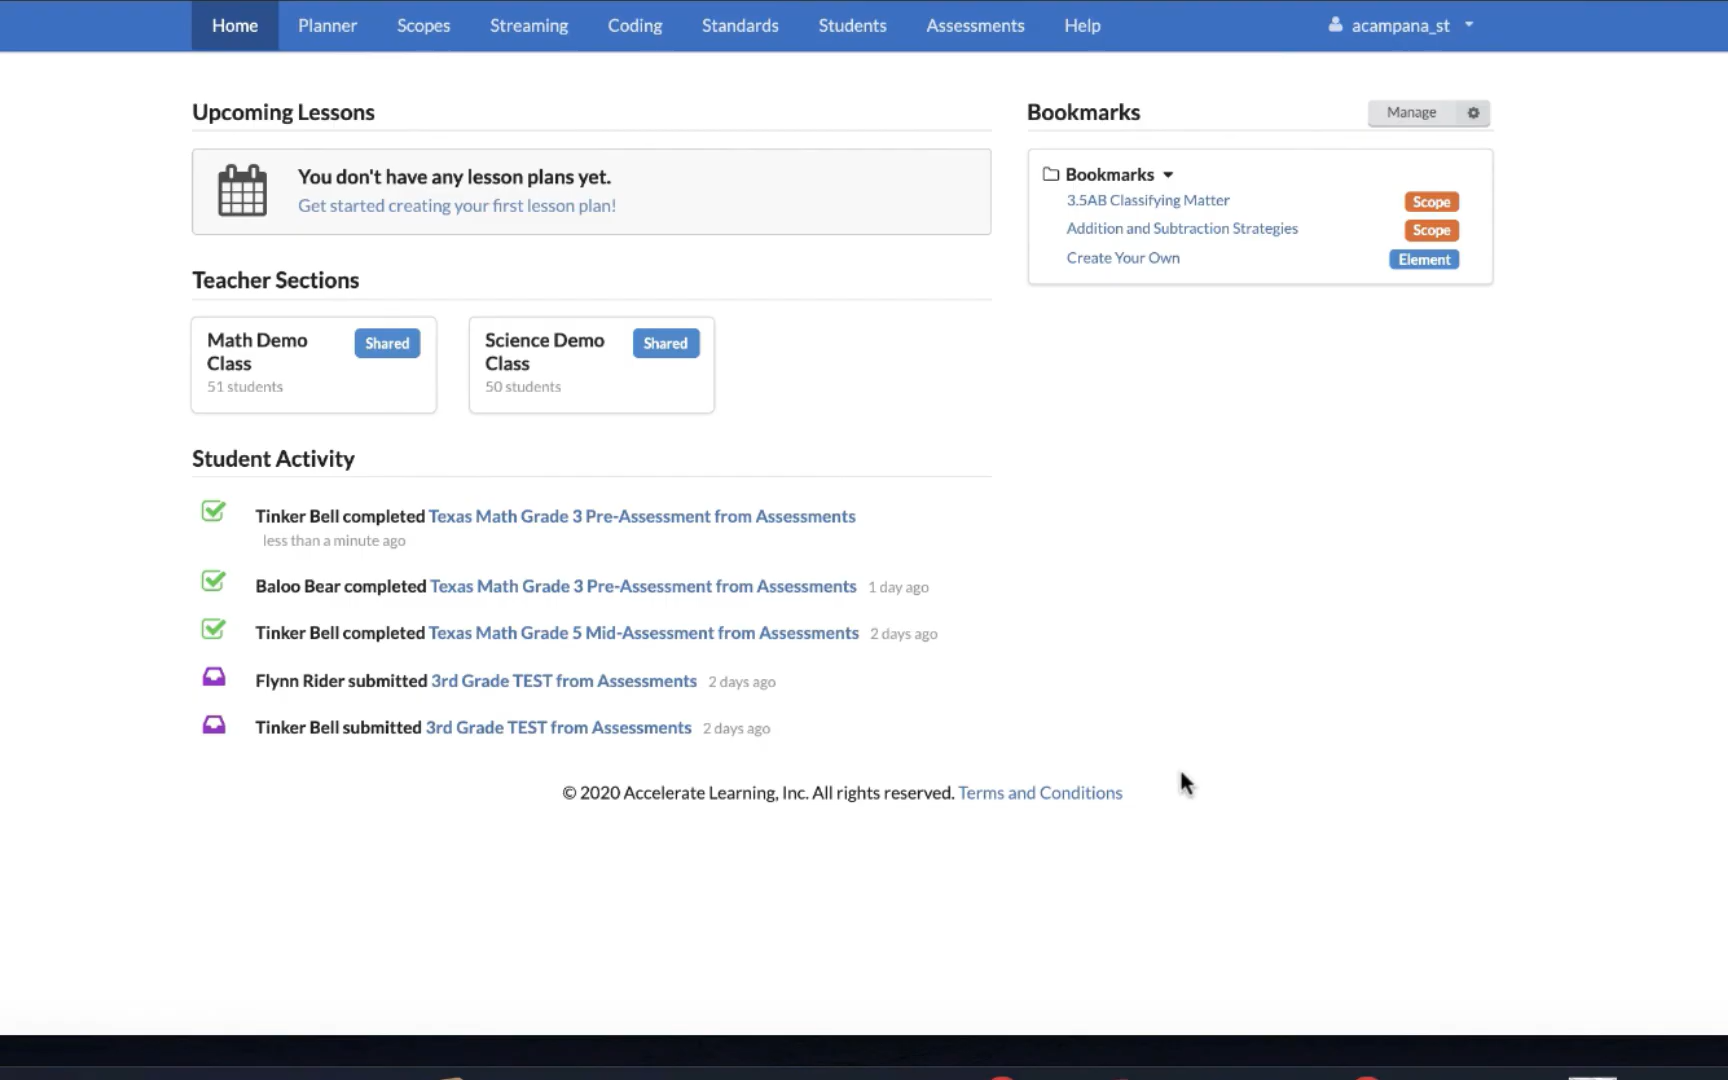 Home Planner Scopes Streaming Coding Standards Students Assessments Help acampana_st
Upcoming Lessons
You don't have any lesson plans yet.
Get started creating your first lesson plan!
Teacher Sections
Math Demo Class
Shared
51 students
Science Demo Class
Shared
50 students
Student Activity
Tinker Bell completed Texas Math Grade 3 Pre-Assessment from Assessments
less than a minute ago
Baloo Bear completed Texas Math Grade 3 Pre-Assessment from Assessments 1 day ago
Tinker Bell completed Texas Math Grade 5 Mid-Assessment from Assessments 2 days ago
Flynn Rider submitted 3rd Grade TEST from Assessments 2 days ago
Tinker Bell submitted 3rd Grade TEST from Assessments 2 days ago
Bookmarks
Manage
Bookmarks
3.5AB Classifying Matter Scope
Addition and Subtraction Strategies Scope
Create Your Own Element
© 2020 Accelerate Learning, Inc. All rights reserved. Terms and Conditions